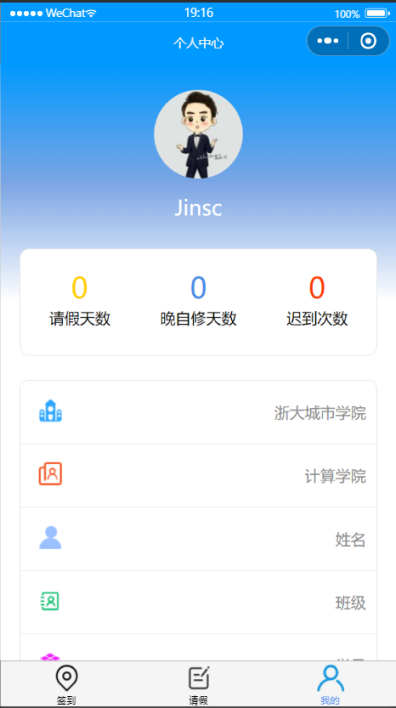 WeChat 19:16 100%
个人中心
Jinsc
0 0 0
请假天数 晚自修天数 迟到次数
浙大城市学院
计算学院
姓名
班级
签到 请假 我的